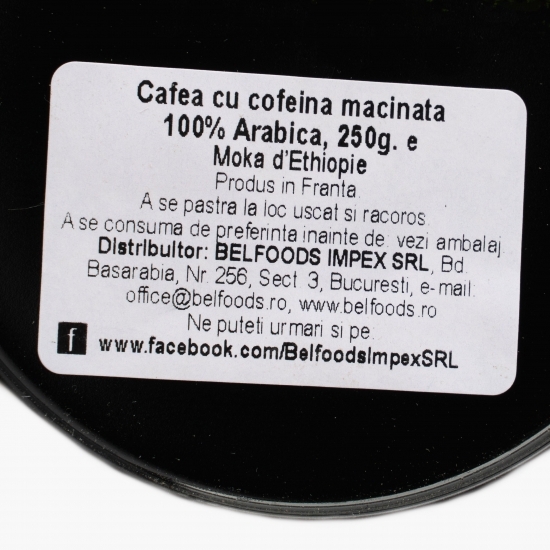 Cafea cu cofeina macinata
100% Arabica, 250g. e
Moka d'Ethiopie
Produs in Franta.
A se pastra la loc uscat si racoros.
A se consuma de preferinta inainte de: vezi ambalaj.
Distribuitor: BELFOODS IMPEX SRL, Bd.
Basarabia, Nr. 256, Sect. 3, Bucuresti, e-mail:
office@belfoods.ro, www.belfoods.ro
Ne puteti urmari si pe:
f www.facebook.com/BelfoodsImpexSRL